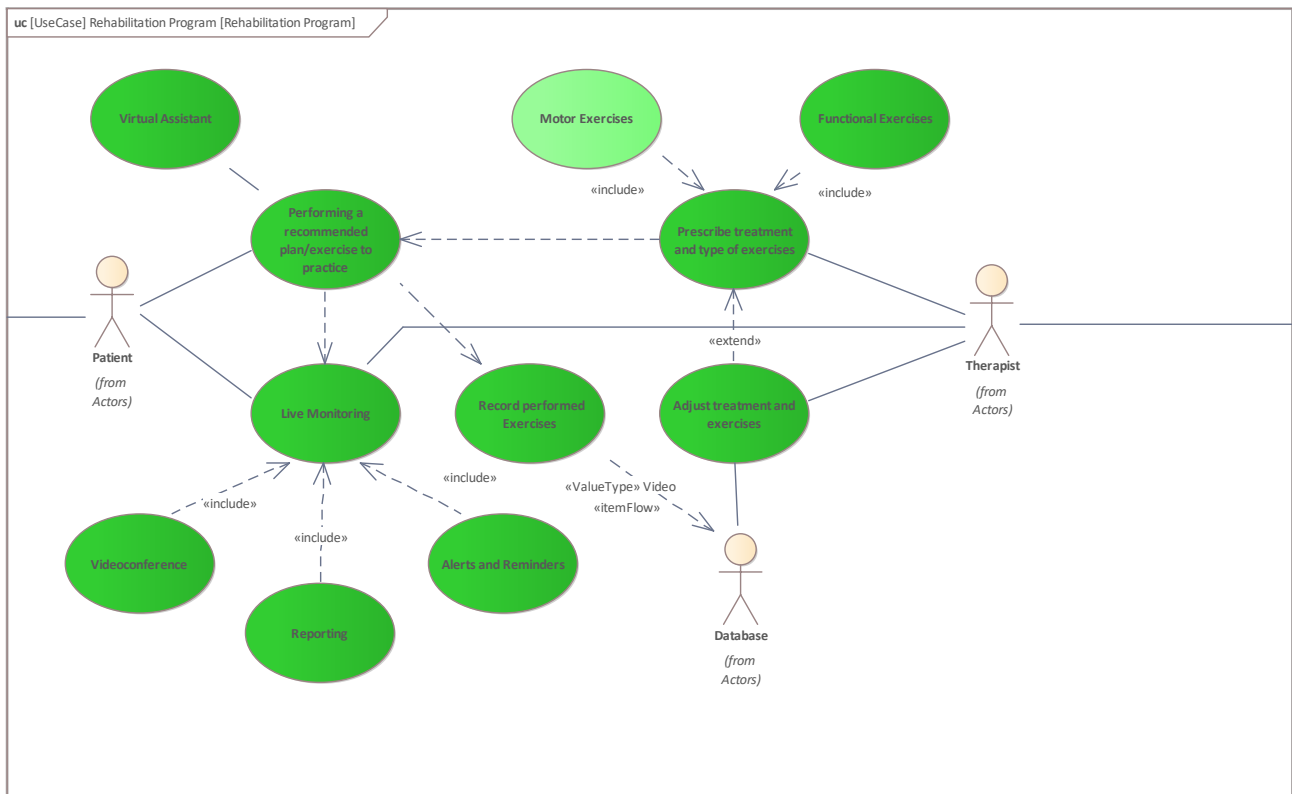 uc [UseCase] Rehabilitation Program [Rehabilitation Program]
Virtual Assistant
Motor Exercises
Functional Exercises
«include»
«include»
Performing a
recommended
plan/exercise to
practice
Prescribe treatment
and type of exercises
Patient
(from
Actors)
«extend»
Therapist
(from
Actors)
Live Monitoring
Record performed
Exercises
Adjust treatment and
exercises
«include»
«include»
«include»
«ValueType» Video
«itemFlow»
Videoconference
Alerts and Reminders
Reporting
Database
(from
Actors)